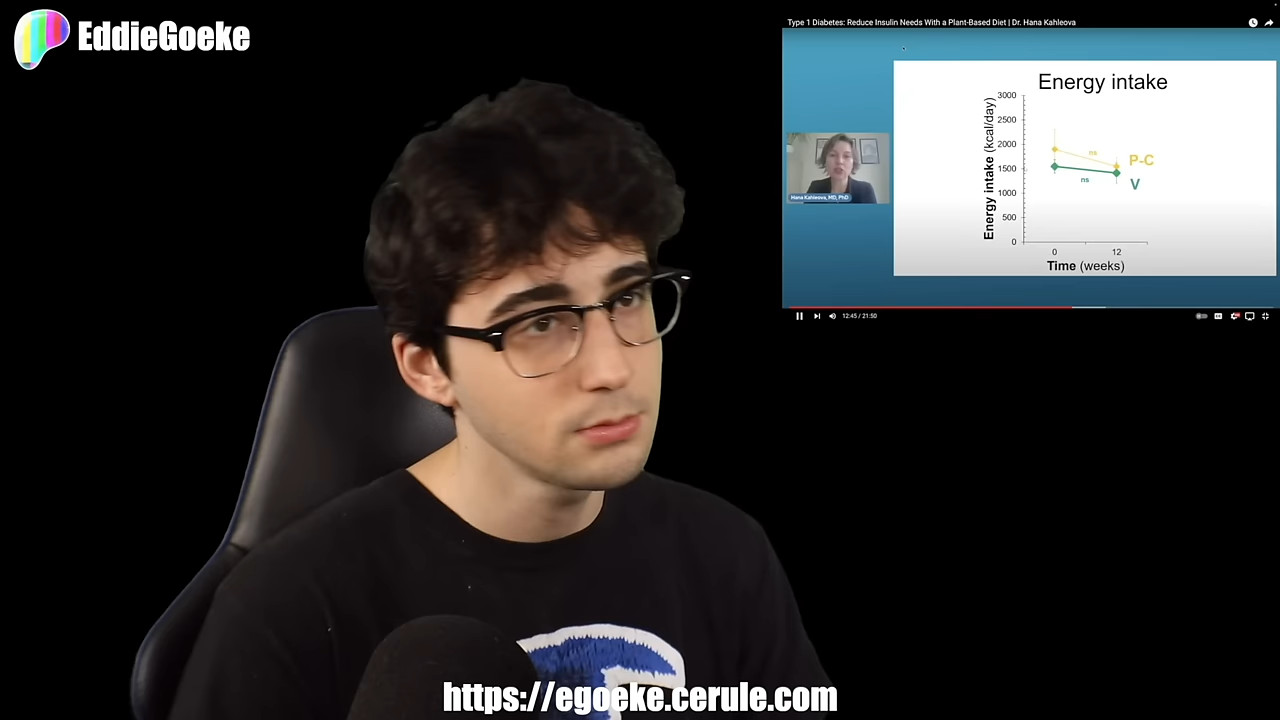 EddieGoeke
Type 1 Diabetes: Reduce Insulin Needs With a Plant-Based Diet | Dr. Hana Kahleova
Energy intake
Energy intake (kcal/day)
3000
2500
2000
1500
1000
500
0
ns
P-C
ns
V
0
12
Time (weeks)
Hana Kahleova, MD, PhD
12:45 / 21:50
https://egoeke.cerule.com